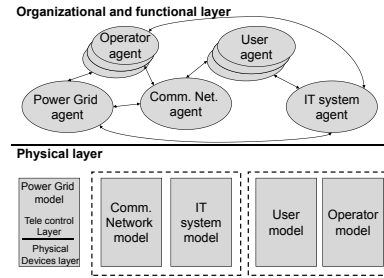 Organizational and functional layer
Operator
agent
User
agent
Power Grid
agent
Comm. Net.
agent
IT system
agent
Physical layer
Power Grid
model
Tele control
Layer
Physical
Devices layer
Comm.
Network
model
IT
system
model
User
model
Operator
model